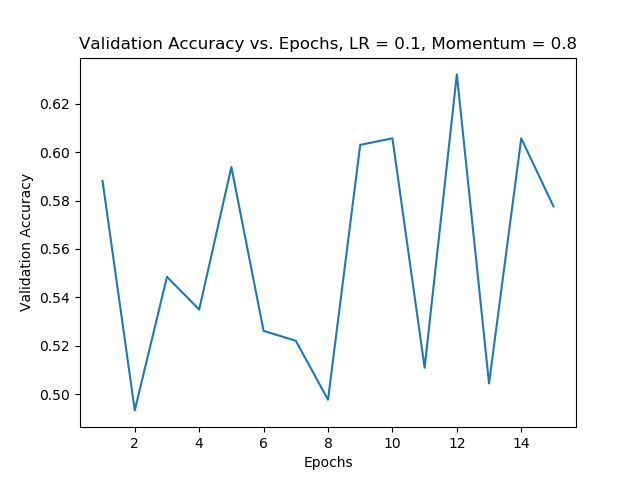 Validation Accuracy vs. Epochs, LR = 0.1, Momentum = 0.8
Validation Accuracy
0.62
0.60
0.58
0.56
0.54
0.52
0.50
2 4 6 8 10 12 14
Epochs